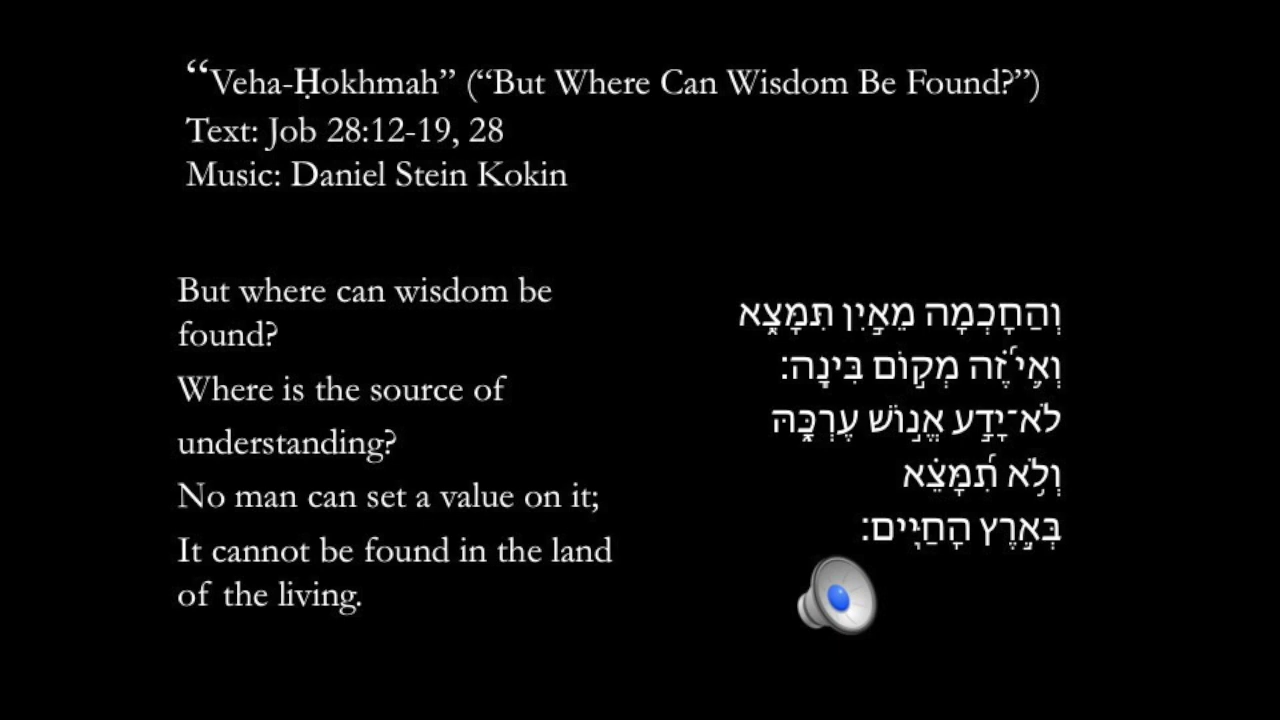 “Veha-Ḥokhmah” (“But Where Can Wisdom Be Found?”)
Text: Job 28:12-19, 28
Music: Daniel Stein Kokin
But where can wisdom be
found?
Where is the source of
understanding?
No man can set a value on it;
It cannot be found in the land
of the living.
וְהַחָכְמָה מֵאַ֣יִן תִּמָּצֵ֑א
וְאֵ֥י זֶ֝֗ה מְק֣וֹם בִּינָֽה׃
לֹא־יָדַ֣ע אֱנ֣וֹשׁ עֶרְכָּ֑הּ
וְלֹ֥א תִ֝מָּצֵ֗א
בְּאֶ֣רֶץ הַֽחַיִּֽים׃